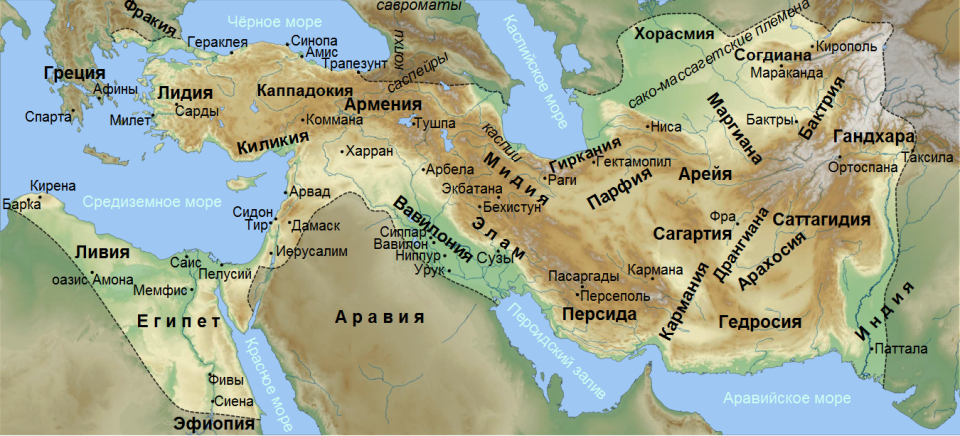 савроматы
Фракия
Чёрное море
Каспийское море
Хорасмия
сако-массагетские племена
Кирополь
Согдиана
Мараканда
Гераклея
Синопа
Амис
Трапезунт
колхи
саспейры
Греция
Афины
Спарта
Милет
Лидия
Сарды
Каппадокия
Армения
Коммана
Тушпа
Киликия
каспии
Харран
Арбела
Мидия
Экбатана
Бехистун
Гиркания
Гектамопил
Раги
Парфия
Ниса
Арейя
Маргиана
Бактры
Бактрия
Гандхара
Таксила
Ортоспана
Кирена
Барка
Средиземное море
Арвад
Сидон
Тир
Дамаск
Иерусалим
Вавилония
Сиппар
Вавилон
Ниппур
Урук
Элам
Сузы
Фра
Сагартия
Дрангиана
Саттагидия
Арахосия
Ливия
оазис Амона
Саис
Пелусий
Мемфис
Египет
Аравия
Пасаргады
Персеполь
Персида
Кармана
Кармания
Гедросия
Индия
Паттала
Персидский залив
Красное море
Аравийское море
Фивы
Сиена
Эфиопия